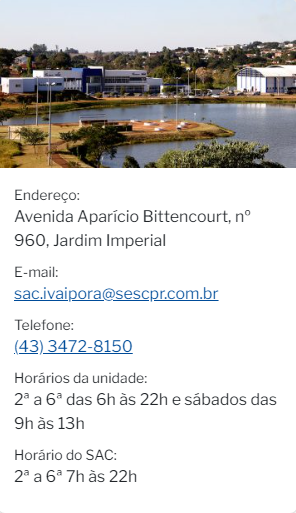 Endereço:
Avenida Aparício Bittencourt, nº
960, Jardim Imperial
E-mail:
sac.ivaipora@sescpr.com.br
Telefone:
(43) 3472-8150
Horários da unidade:
2ª a 6ª das 6h às 22h e sábados das
9h às 13h
Horário do SAC:
2ª a 6ª 7h às 22h